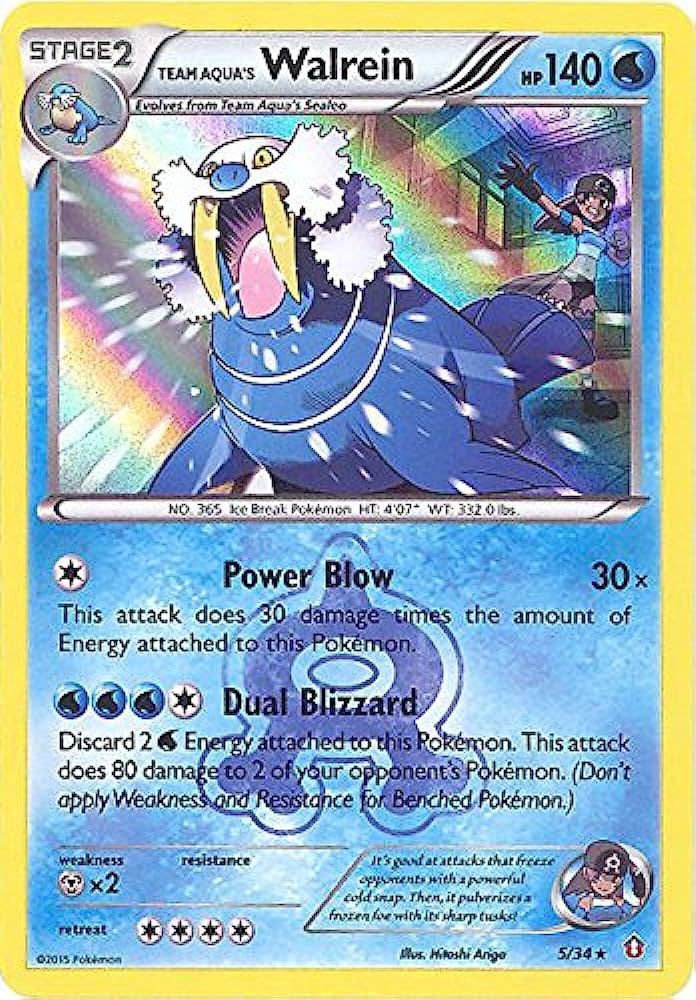 STAGE2 TEAM AQUA'S Walrein HP 140
Evolves from Team Aqua's Sealeo
NO. 365 Ice Break Pokémon HT: 4'07" WT: 332.0 lbs.
Power Blow 30×
This attack does 30 damage times the amount of
Energy attached to this Pokémon.
Dual Blizzard
Discard 2 Energy attached to this Pokémon. This attack
does 80 damage to 2 of your opponent's Pokémon. (Don't
apply Weakness and Resistance for Benched Pokémon.)
weakness resistance
×2
retreat
It's good at attacks that freeze
opponents with a powerful
cold snap. Then, it pulverizes a
frozen foe with its sharp tusks!
©2015 Pokémon
Illus. Hitoshi Ariga
5/34 ★